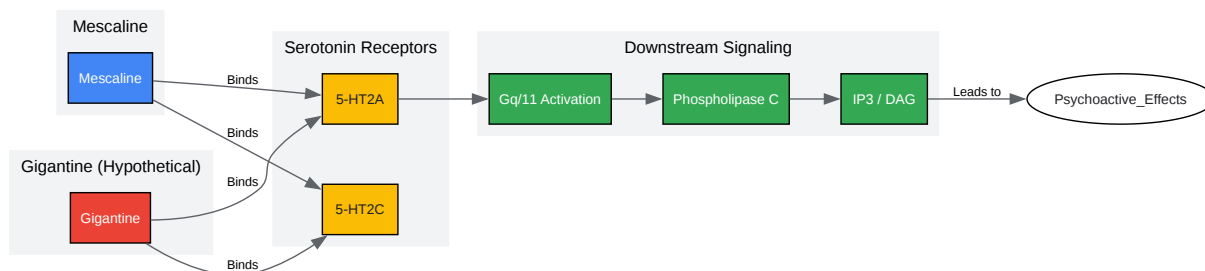 Mescaline
Mescaline
Gigantine (Hypothetical)
Gigantine
Binds
Binds
Binds
Binds
Serotonin Receptors
5-HT2A
5-HT2C
Downstream Signaling
Gq/11 Activation
Phospholipase C
IP3 / DAG
Leads to
Psychoactive_Effects